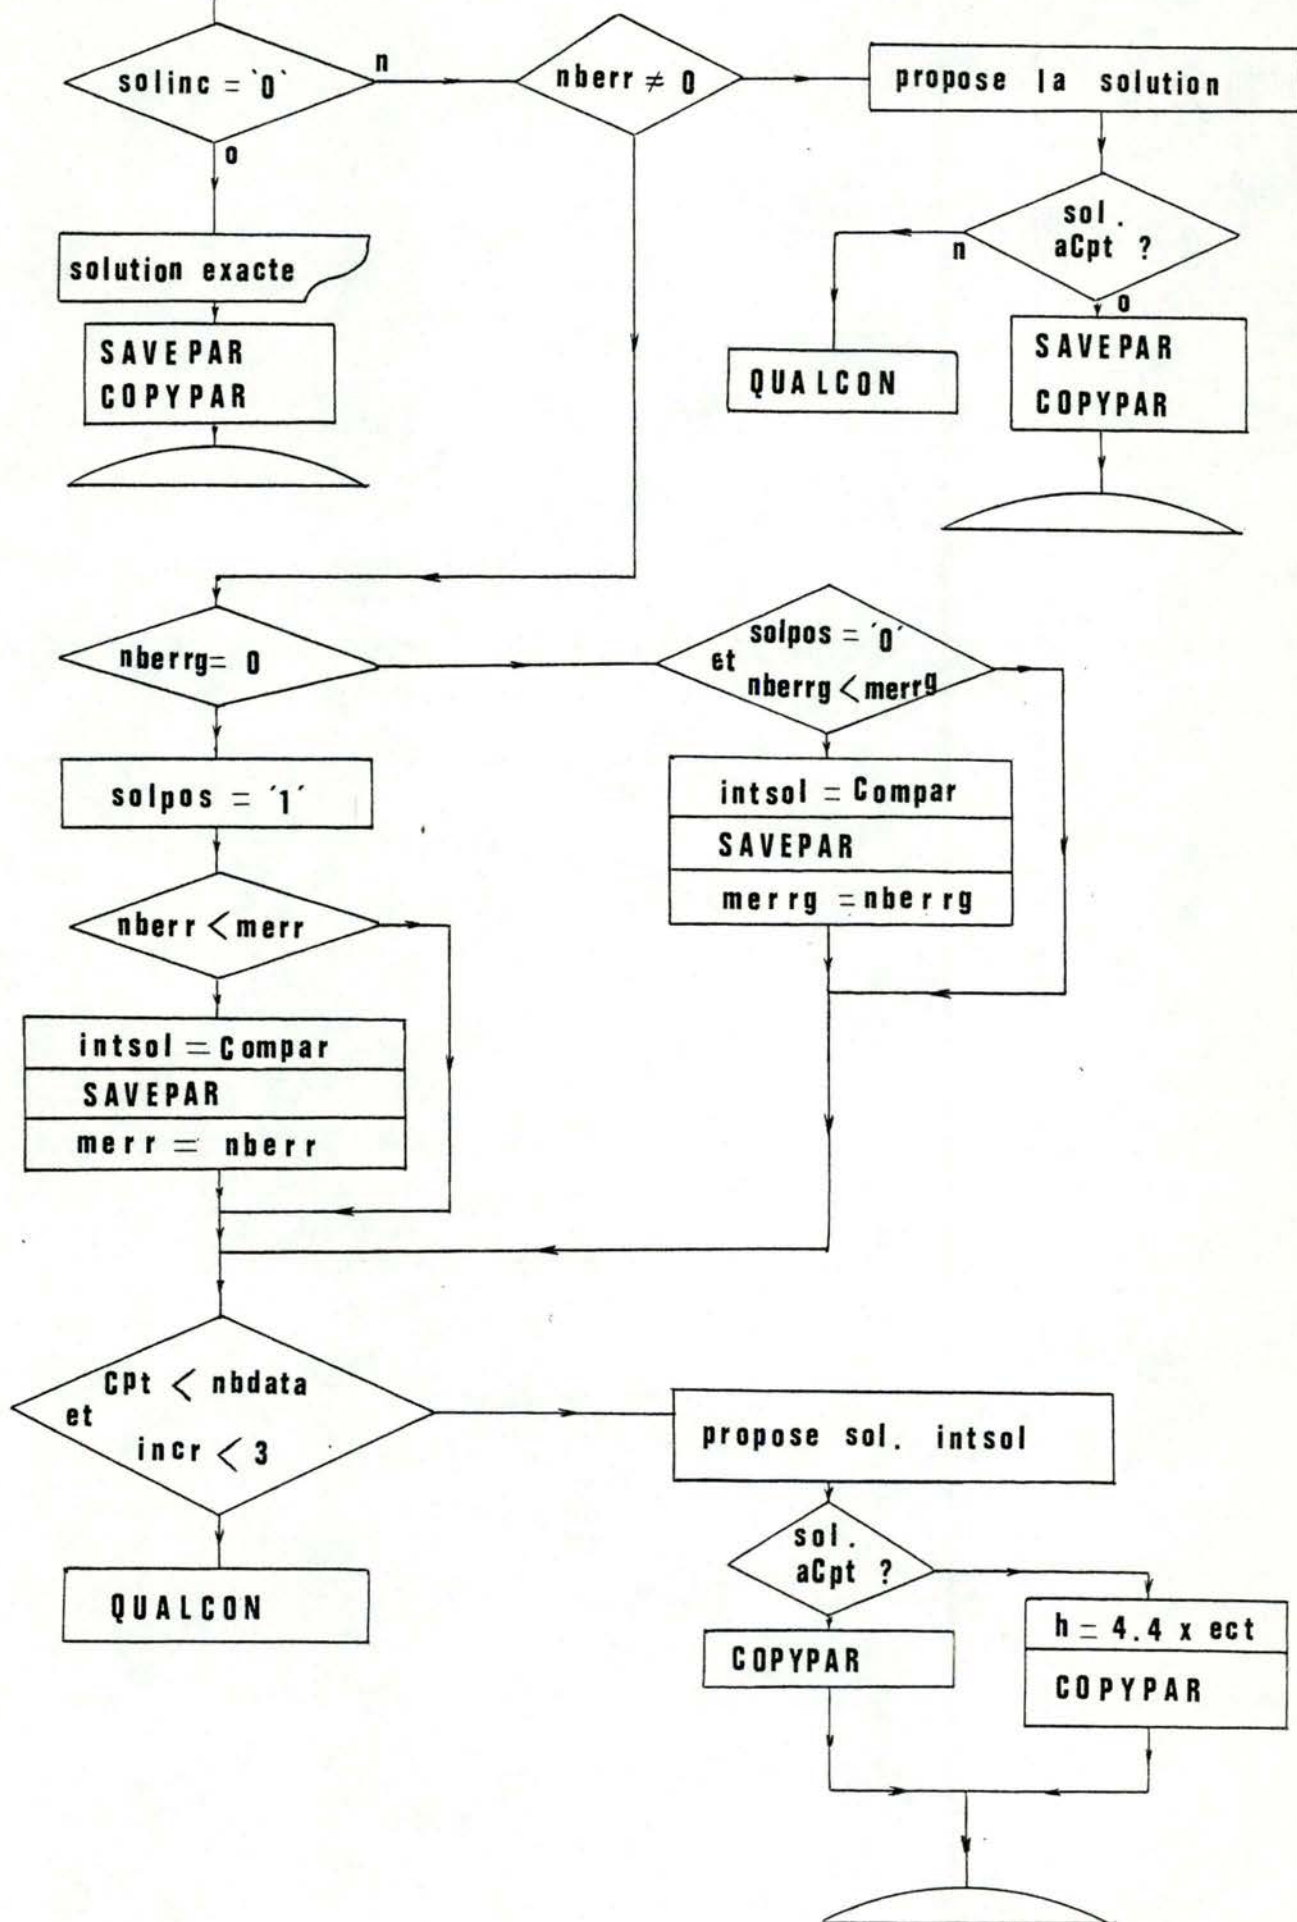 solinc = '0'
n
nberr ≠ 0
propose la solution
o
sol.
aCpt ?
n
o
solution exacte
SAVEPAR
COPYPAR
QUALCON
SAVEPAR
COPYPAR
nberrg = 0
solpos = '0'
et
nberrg < merrg
solpos = '1'
intsol = Compar
SAVEPAR
merrg = nberrg
nberr < merr
intsol = Compar
SAVEPAR
merr = nberr
Cpt < nbdata
et
incr < 3
propose sol. intsol
sol.
aCpt ?
QUALCON
COPYPAR
h = 4.4 x ect
COPYPAR